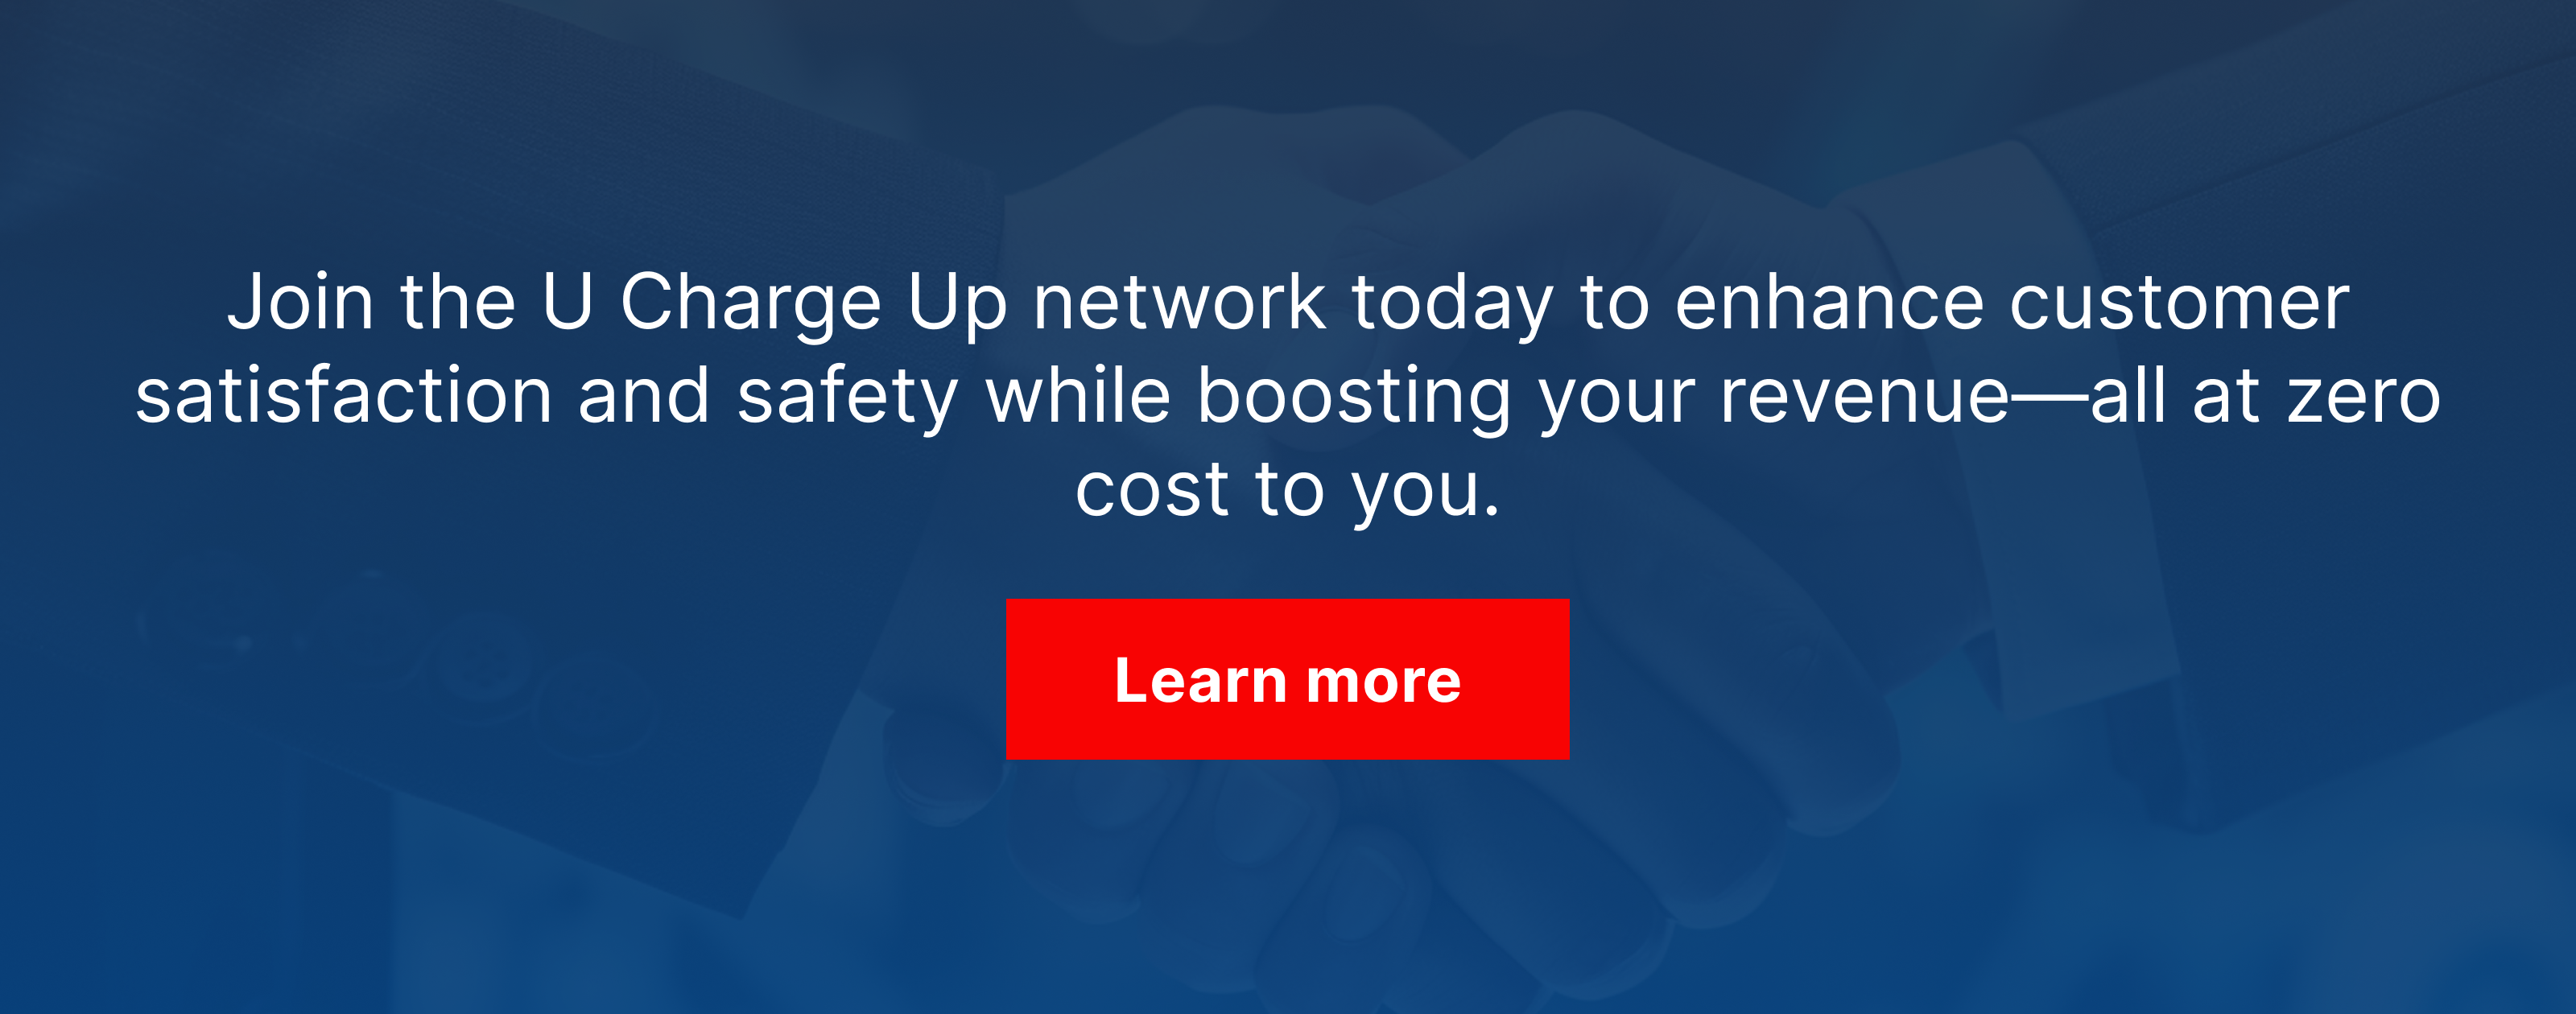 Join the U Charge Up network today to enhance customer
satisfaction and safety while boosting your revenue—all at zero
cost to you.
Learn more